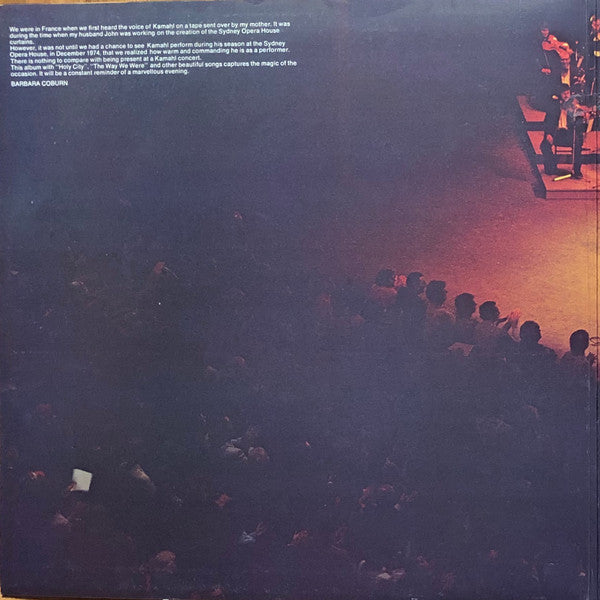 We were in France when we first heard the voice of Kamahl on a tape sent over by my mother. It was
during the time when my husband John was working on the creation of the Sydney Opera House
curtains.
However, it was not until we had a chance to see Kamahl perform during his season at the Sydney
Opera House, in December 1974, that we realized how warm and commanding he is as a performer.
There is nothing to compare with being present at a Kamahl concert.
This album with "Holy City", "The Way We Were" and other beautiful songs captures the magic of the
occasion. It will be a constant reminder of a marvellous evening.
BARBARA COBURN